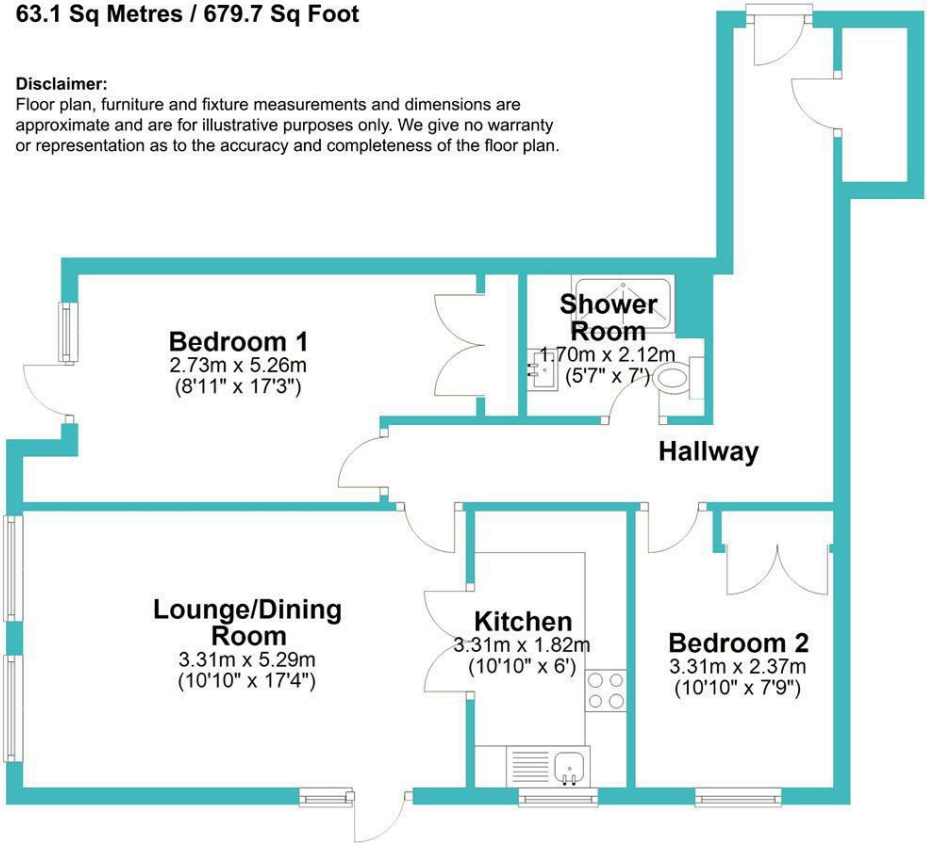 63.1 Sq Metres / 679.7 Sq Foot
Disclaimer:
Floor plan, furniture and fixture measurements and dimensions are
approximate and are for illustrative purposes only. We give no warranty
or representation as to the accuracy and completeness of the floor plan.
Bedroom 1
2.73m x 5.26m
(8'11" x 17'3")
Shower
Room
1.70m x 2.12m
(5'7" x 7')
Hallway
Lounge/Dining
Room
3.31m x 5.29m
(10'10" x 17'4")
Kitchen
3.31m x 1.82m
(10'10" x 6')
Bedroom 2
3.31m x 2.37m
(10'10" x 7'9")